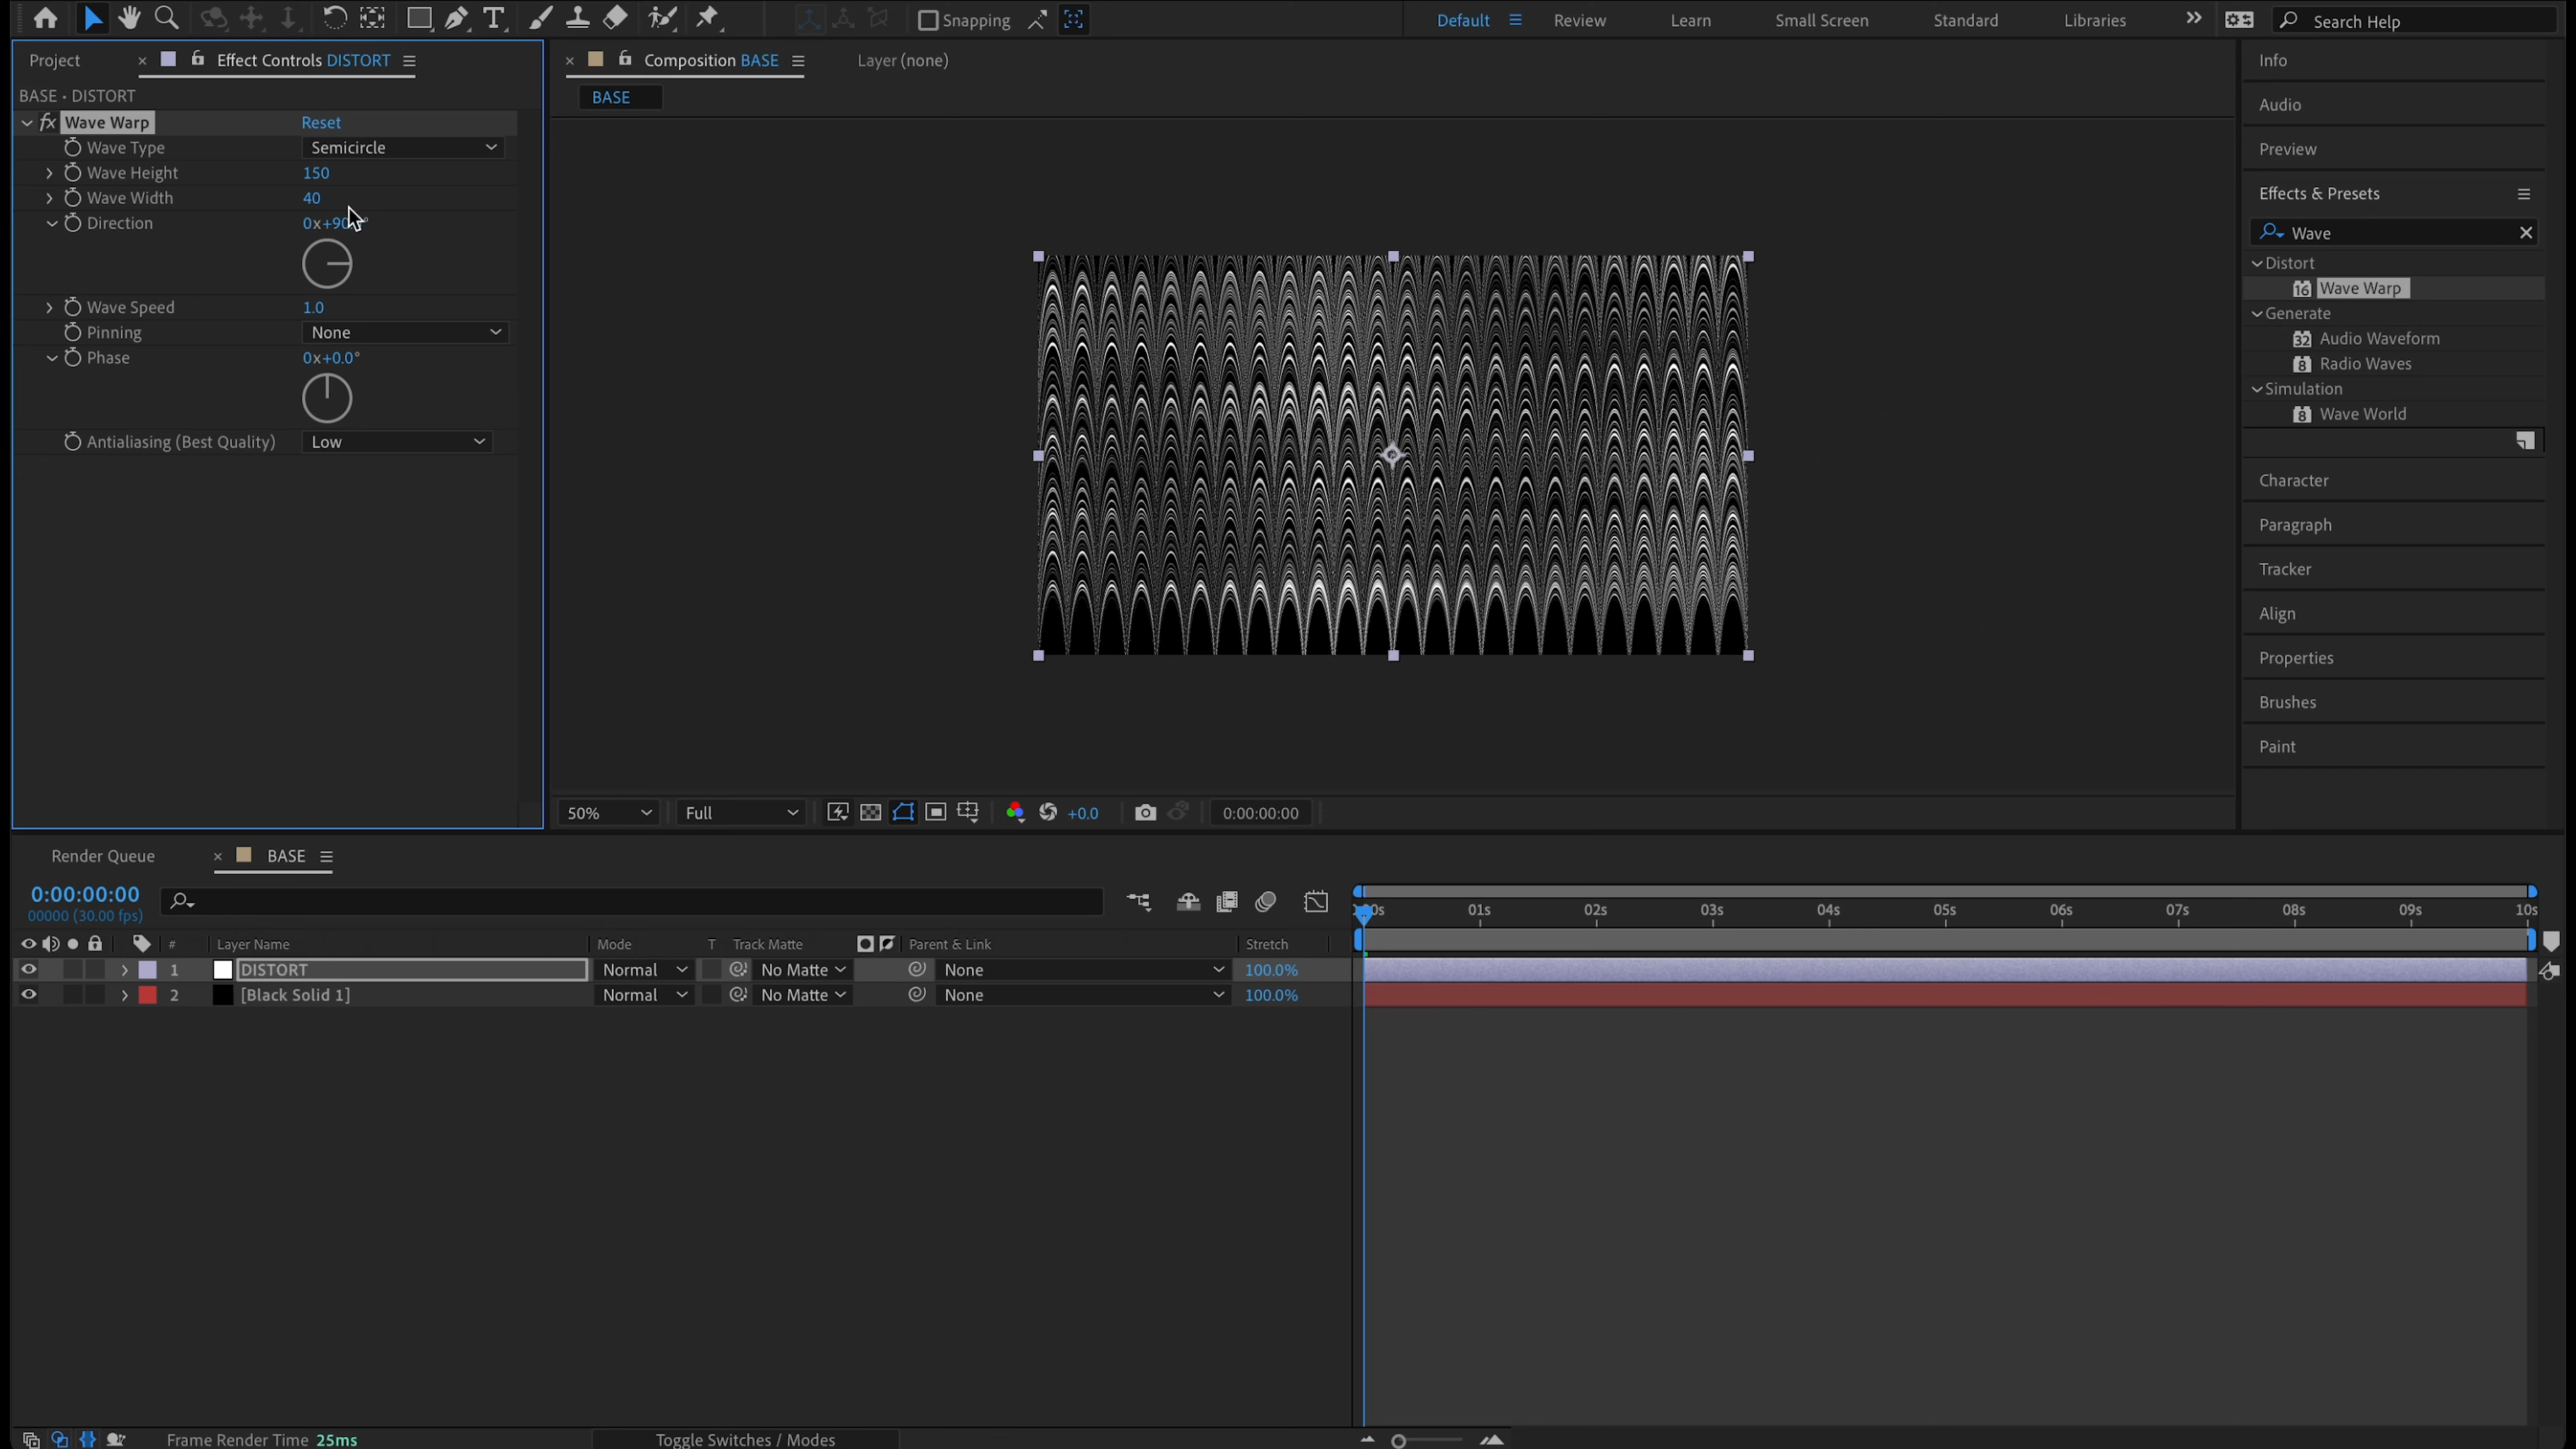 Snapping
Default
Review
Learn
Small Screen
Standard
Libraries
Search Help
Project
Effect Controls DISTORT
Composition BASE
Layer (none)
Info
BASE • DISTORT
BASE
Audio
fx Wave Warp Reset
Wave Type Semicircle
Preview
Wave Height 150
Wave Width 40
Effects & Presets
Direction 0x+90
Wave
Distort
16 Wave Warp
Wave Speed 1.0
Generate
Pinning None
32 Audio Waveform
Phase 0x+0.0°
8 Radio Waves
Simulation
8 Wave World
Antialiasing (Best Quality) Low
Character
Paragraph
Tracker
Align
Properties
Brushes
Paint
50% Full +0.0 0:00:00:00
Render Queue
BASE
0:00:00:00
00000 (30.00 fps)
01s 02s 03s 04s 05s 06s 07s 08s 09s 10s
# Layer Name Mode T Track Matte Parent & Link Stretch
1 DISTORT Normal No Matte None 100.0%
2 [Black Solid 1] Normal No Matte None 100.0%
Frame Render Time 25ms
Toggle Switches / Modes